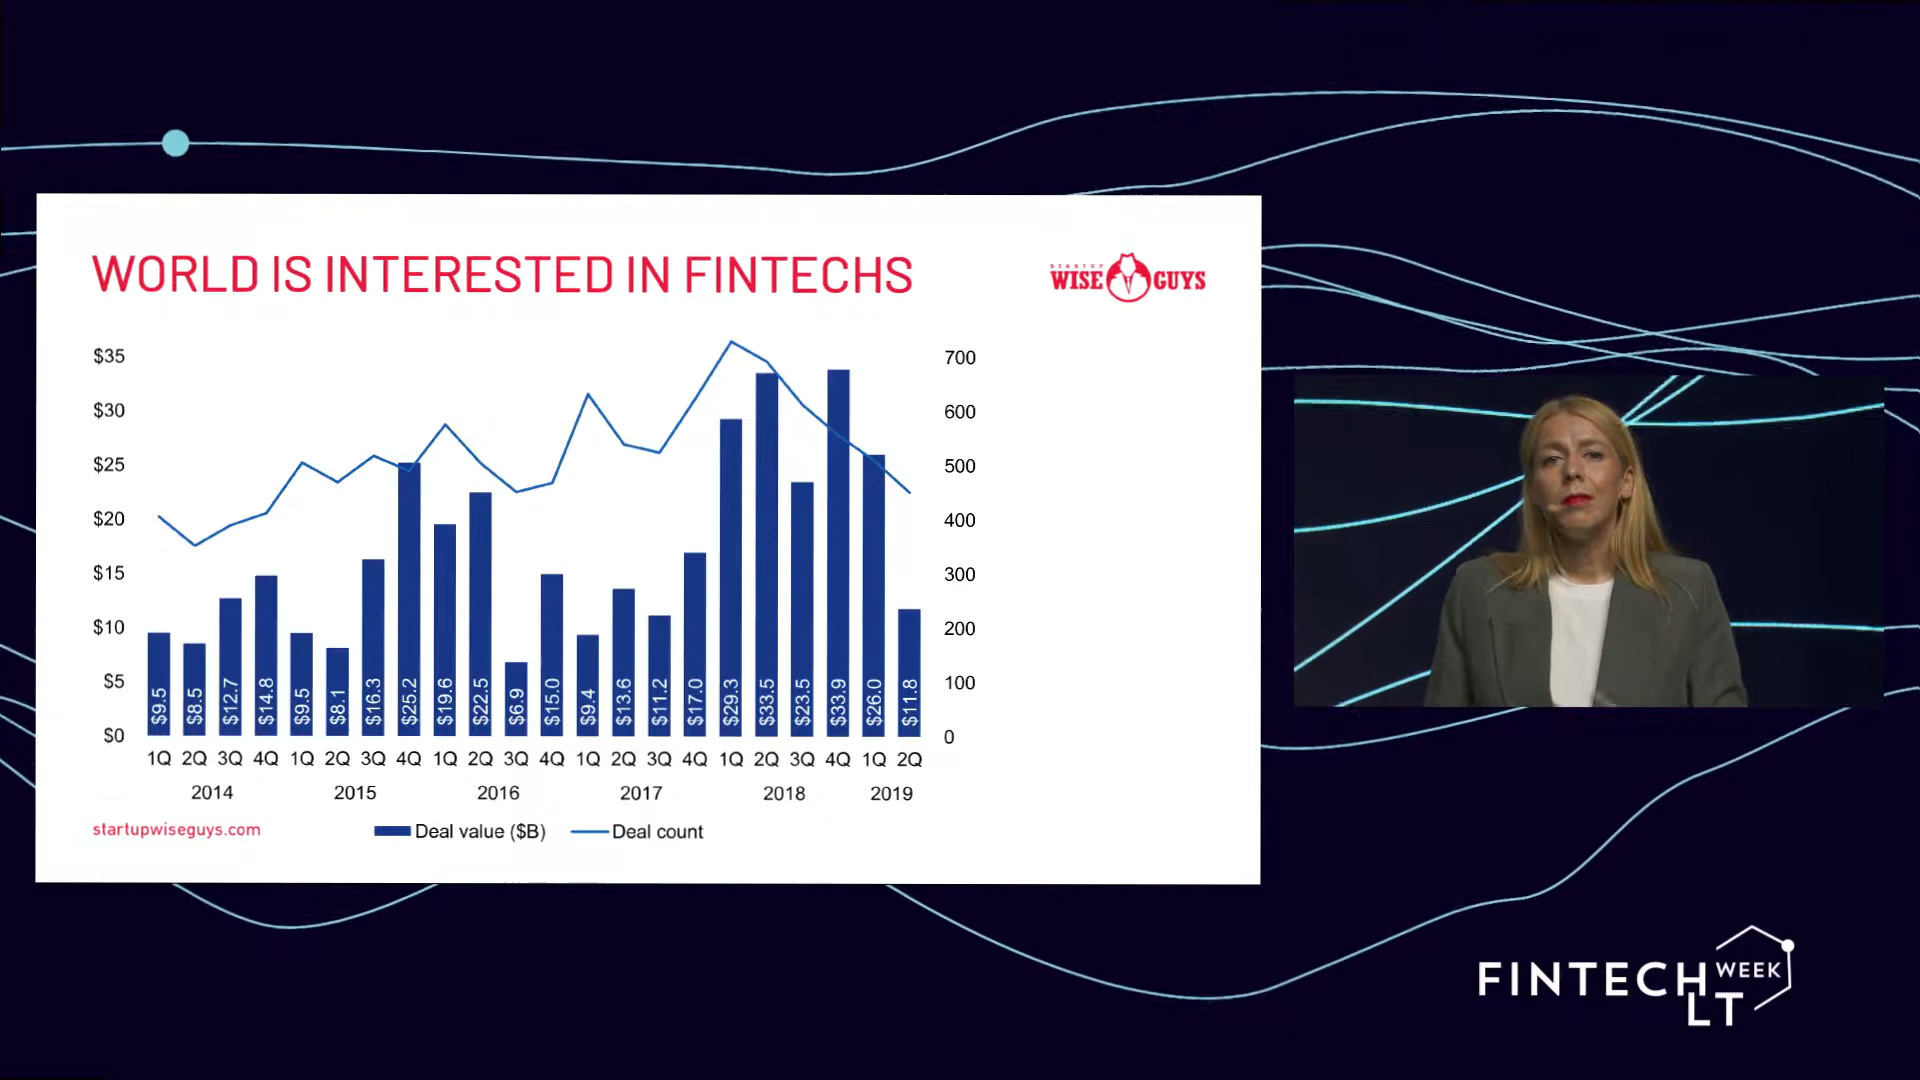 WORLD IS INTERESTED IN FINTECHS
STARTUP
WISE GUYS
$35
$30
$25
$20
$15
$10
$5
$0
700
600
500
400
300
200
100
0
$9.5 $8.5 $12.7 $14.8 $9.5 $8.1 $16.3 $25.2 $19.6 $22.5 $6.9 $15.0 $9.4 $13.6 $11.2 $17.0 $29.3 $33.5 $23.5 $33.9 $26.0 $11.8
1Q 2Q 3Q 4Q 1Q 2Q 3Q 4Q 1Q 2Q 3Q 4Q 1Q 2Q 3Q 4Q 1Q 2Q 3Q 4Q 1Q 2Q
2014 2015 2016 2017 2018 2019
startupwiseguys.com
Deal value ($B) Deal count
FINTECH WEEK
LT